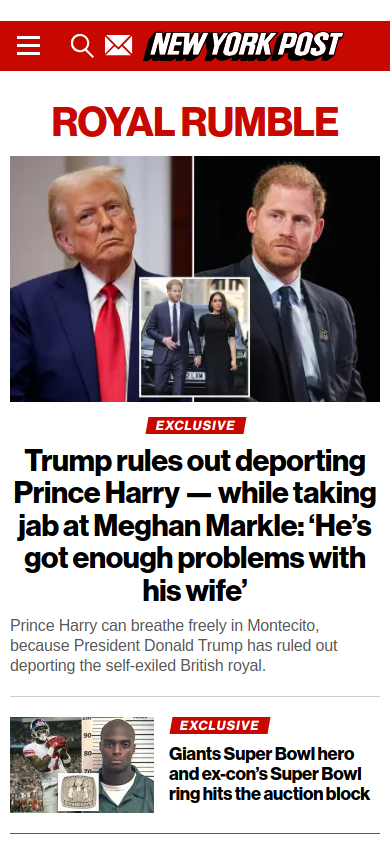 NEW YORK POST
ROYAL RUMBLE
EXCLUSIVE
Trump rules out deporting
Prince Harry — while taking
jab at Meghan Markle: ‘He’s
got enough problems with
his wife’
Prince Harry can breathe freely in Montecito,
because President Donald Trump has ruled out
deporting the self-exiled British royal.
EXCLUSIVE
Giants Super Bowl hero
and ex-con’s Super Bowl
ring hits the auction block